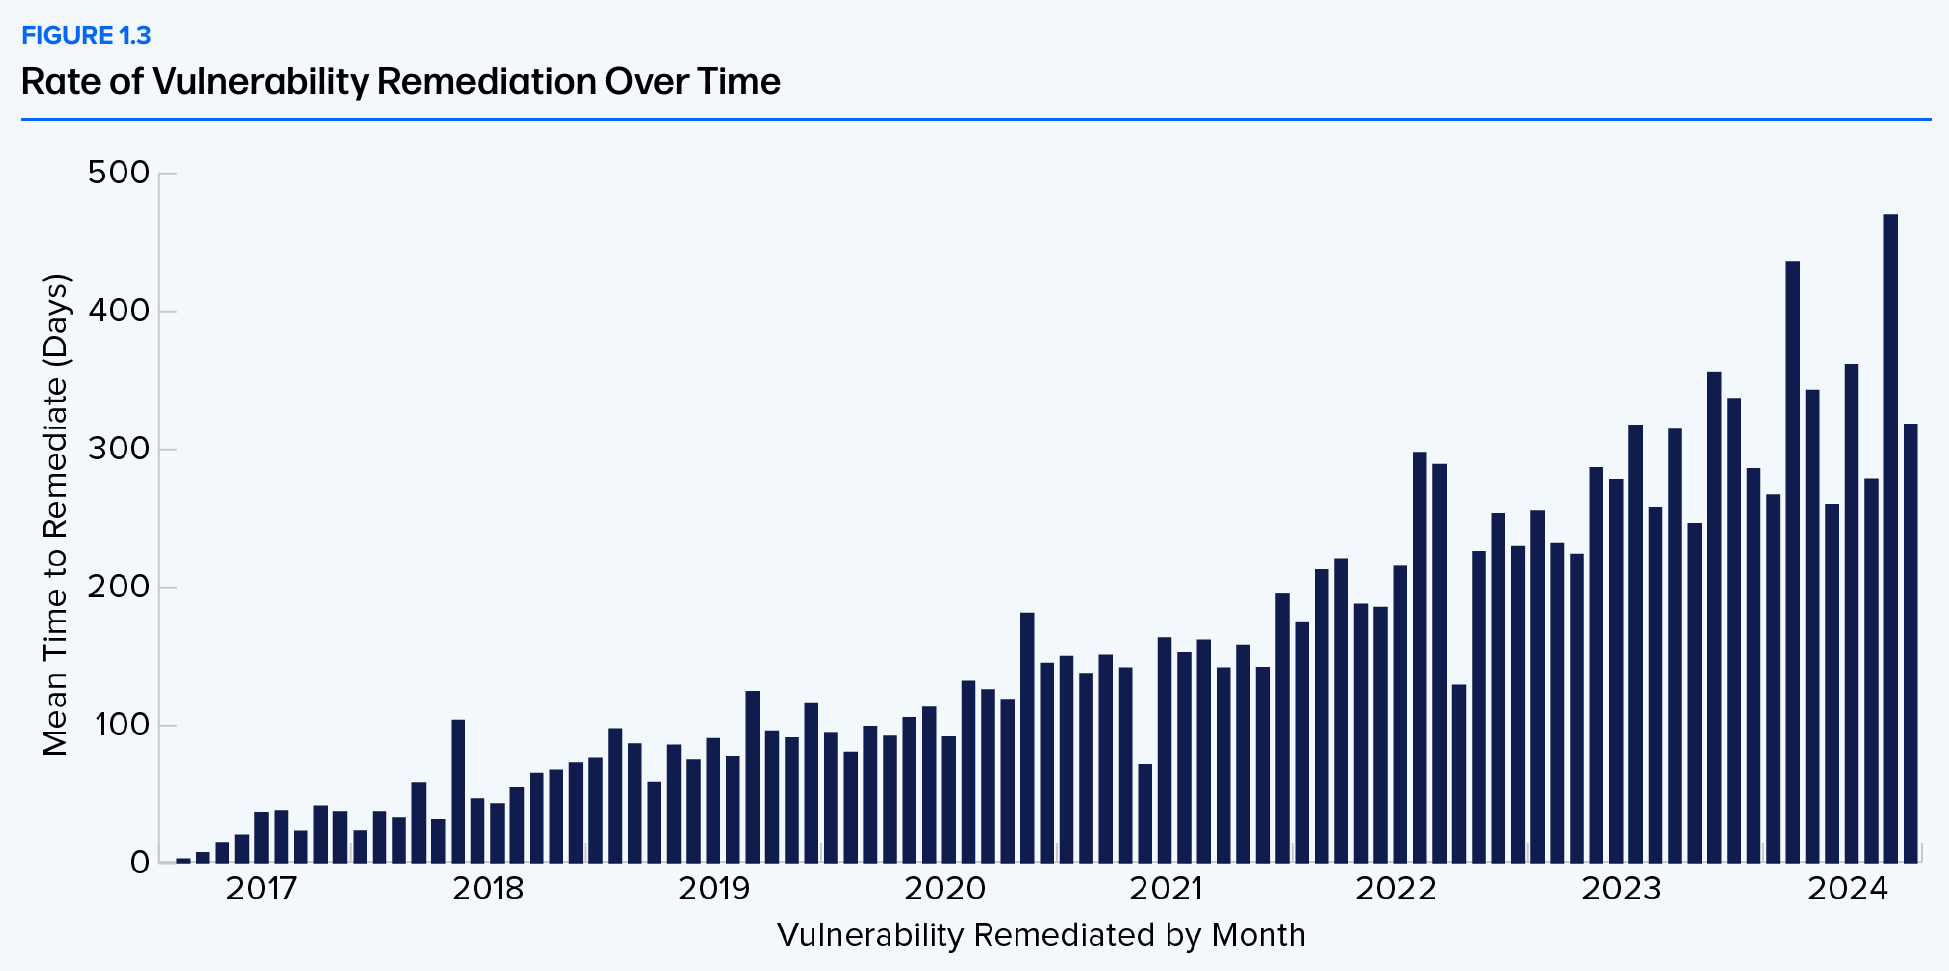 FIGURE 1.3
Rate of Vulnerability Remediation Over Time
Mean Time to Remediate (Days)
500
400
300
200
100
0
2017 2018 2019 2020 2021 2022 2023 2024
Vulnerability Remediated by Month